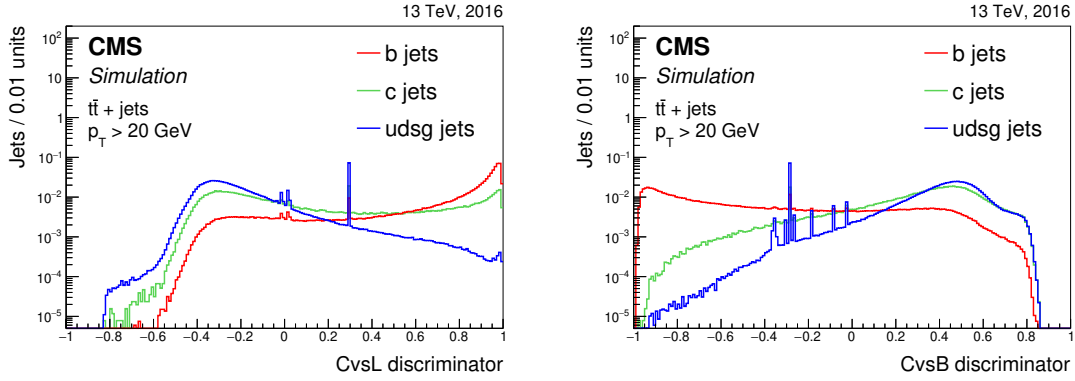 13 TeV, 2016
CMS
Simulation
tt̄ + jets
p_T > 20 GeV
b jets
c jets
udsg jets
Jets / 0.01 units
10²
10
1
10⁻¹
10⁻²
10⁻³
10⁻⁴
10⁻⁵
−1 −0.8 −0.6 −0.4 −0.2 0 0.2 0.4 0.6 0.8 1
CvsL discriminator
13 TeV, 2016
CMS
Simulation
tt̄ + jets
p_T > 20 GeV
b jets
c jets
udsg jets
Jets / 0.01 units
10²
10
1
10⁻¹
10⁻²
10⁻³
10⁻⁴
10⁻⁵
−1 −0.8 −0.6 −0.4 −0.2 0 0.2 0.4 0.6 0.8 1
CvsB discriminator